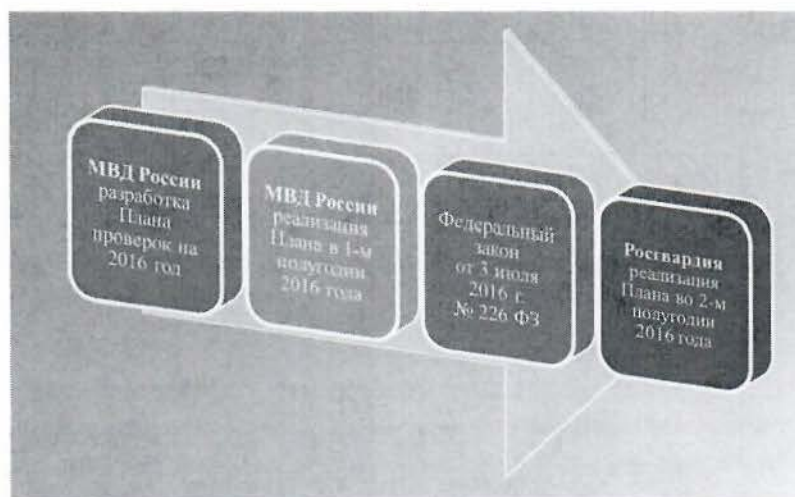 МВД России
разработка
Плана
проверок на
2016 год
МВД России
реализация
Плана в 1-м
полугодии
2016 года
Федеральный
закон
от 3 июля
2016 г.
№ 226 ФЗ
Росгвардия
реализация
Плана во 2-м
полугодии
2016 года